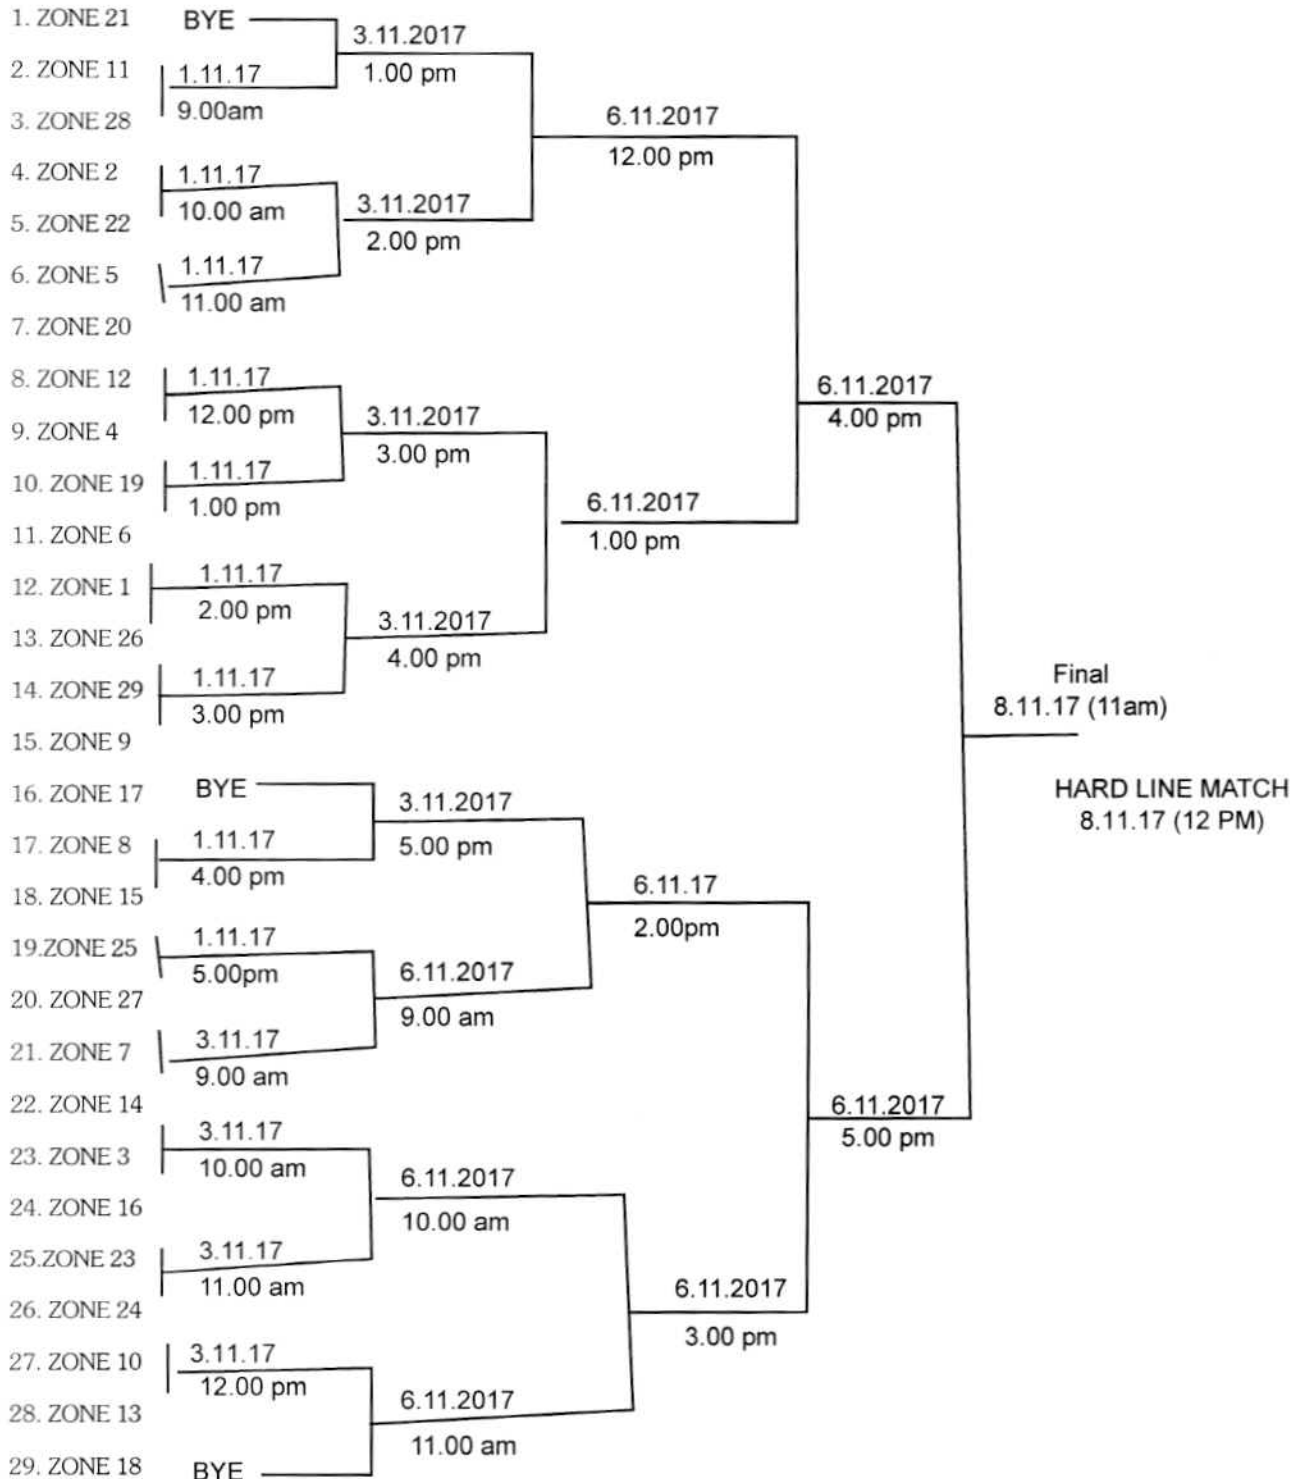 1. ZONE 21
BYE
2. ZONE 11
1.11.17
9.00am
3. ZONE 28
3.11.2017
1.00 pm
4. ZONE 2
1.11.17
10.00 am
5. ZONE 22
6. ZONE 5
1.11.17
11.00 am
7. ZONE 20
3.11.2017
2.00 pm
6.11.2017
12.00 pm
8. ZONE 12
1.11.17
12.00 pm
9. ZONE 4
10. ZONE 19
1.11.17
1.00 pm
11. ZONE 6
3.11.2017
3.00 pm
12. ZONE 1
1.11.17
2.00 pm
13. ZONE 26
14. ZONE 29
1.11.17
3.00 pm
15. ZONE 9
3.11.2017
4.00 pm
6.11.2017
1.00 pm
6.11.2017
4.00 pm
16. ZONE 17
BYE
17. ZONE 8
1.11.17
4.00 pm
18. ZONE 15
3.11.2017
5.00 pm
19.ZONE 25
1.11.17
5.00pm
20. ZONE 27
21. ZONE 7
3.11.17
9.00 am
22. ZONE 14
6.11.2017
9.00 am
6.11.17
2.00pm
23. ZONE 3
3.11.17
10.00 am
24. ZONE 16
25.ZONE 23
3.11.17
11.00 am
26. ZONE 24
6.11.2017
10.00 am
27. ZONE 10
3.11.17
12.00 pm
28. ZONE 13
29. ZONE 18
BYE
6.11.2017
11.00 am
6.11.2017
3.00 pm
6.11.2017
5.00 pm
Final
8.11.17 (11am)
HARD LINE MATCH
8.11.17 (12 PM)